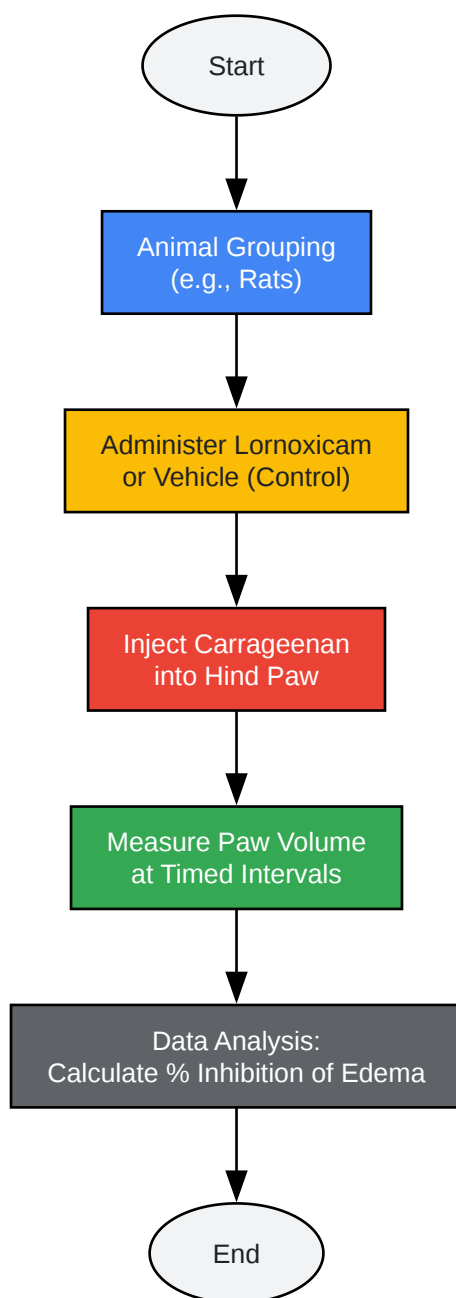 Start
Animal Grouping
(e.g., Rats)
Administer Lornoxicam
or Vehicle (Control)
Inject Carrageenan
into Hind Paw
Measure Paw Volume
at Timed Intervals
Data Analysis:
Calculate % Inhibition of Edema
End